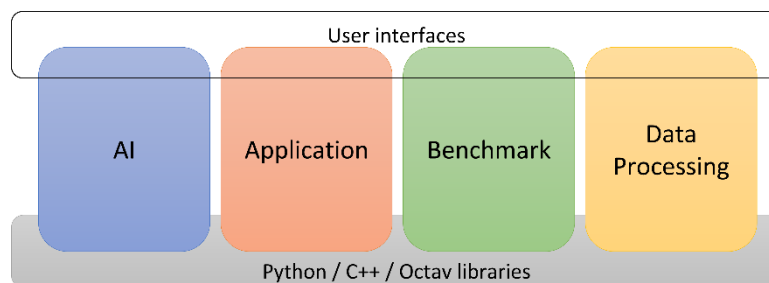 User interfaces
AI
Application
Benchmark
Data
Processing
Python / C++ / Octav libraries